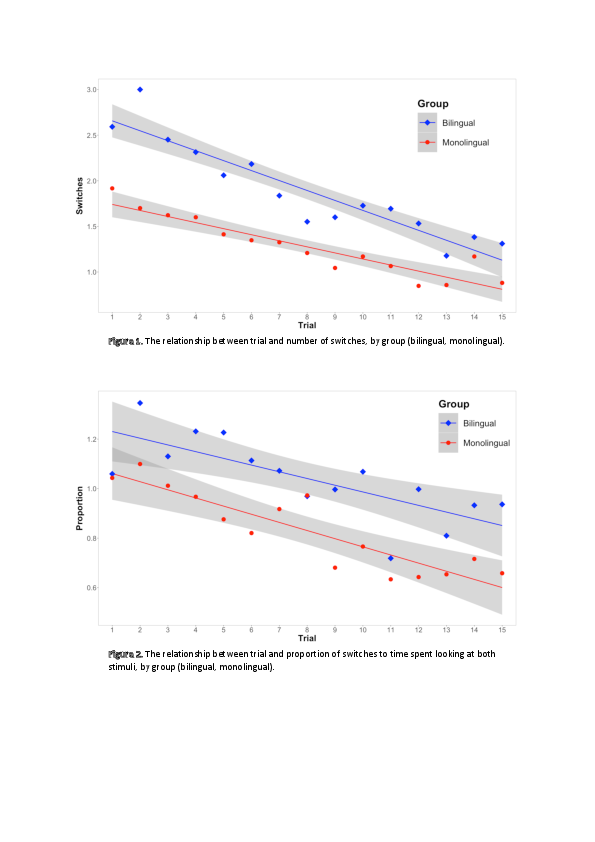 3.0
2.5
2.0
1.5
1.0
Switches
Group
Bilingual
Monolingual
1 2 3 4 5 6 7 8 9 10 11 12 13 14 15
Trial
Figure 1. The relationship between trial and number of switches, by group (bilingual, monolingual).
1.2
1.0
0.8
0.6
Proportion
Group
Bilingual
Monolingual
1 2 3 4 5 6 7 8 9 10 11 12 13 14 15
Trial
Figure 2. The relationship between trial and proportion of switches to time spent looking at both
stimuli, by group (bilingual, monolingual).